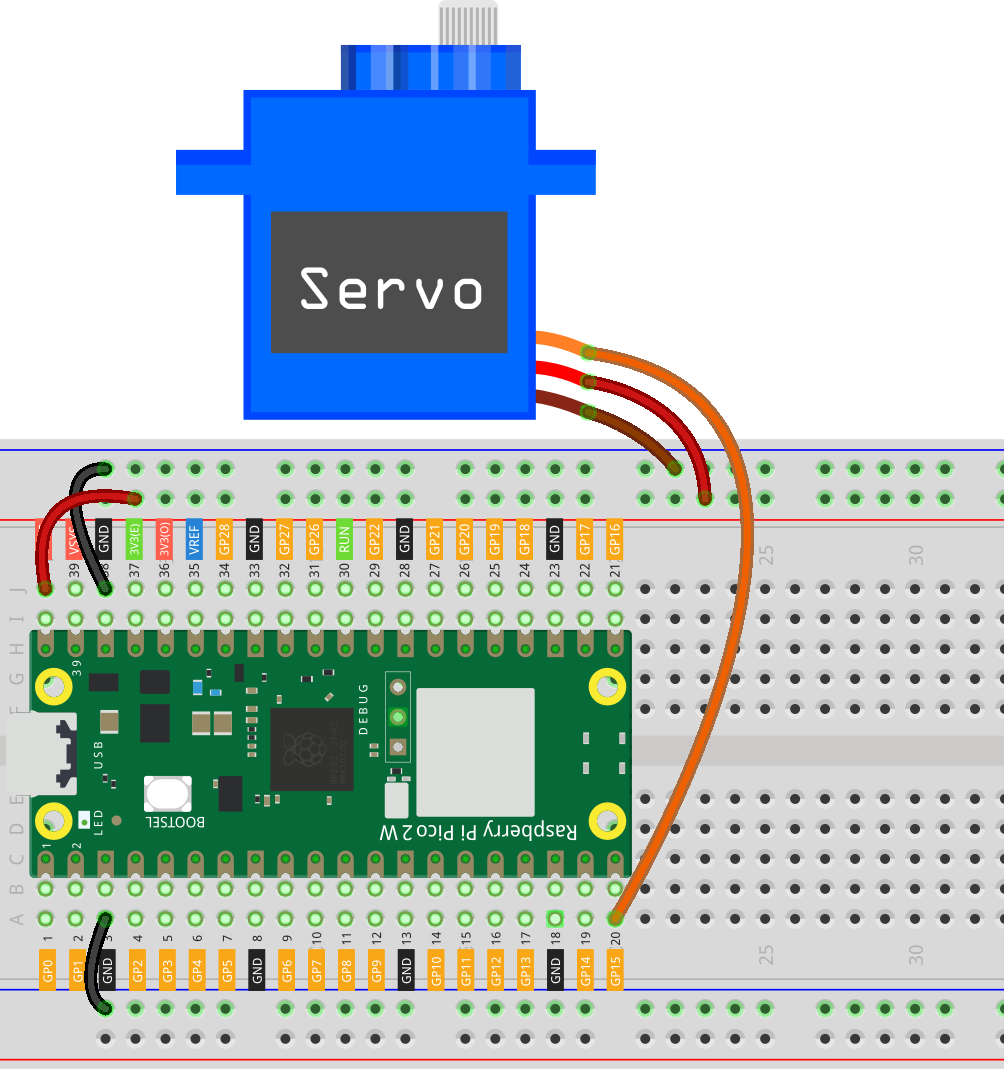 Servo
VSYS
GND
3V3(E)
3V3(O)
VREF
GP28
GND
GP27
GP26
RUN
GP22
GND
GP21
GP20
GP19
GP18
GND
GP17
GP16
39
38
37
36
35
34
33
32
31
30
29
28
27
26
25
24
23
22
21
25
30
J
I
H
G
F
39
DEBUG
USB
BOOTSEL
LED
Raspberry Pi Pico 2 W
E
D
C
B
A
1
2
1
2
3
4
5
6
7
8
9
10
11
12
13
14
15
16
17
18
19
20
25
30
GP0
GP1
GND
GP2
GP3
GP4
GP5
GND
GP6
GP7
GP8
GP9
GND
GP10
GP11
GP12
GP13
GND
GP14
GP15